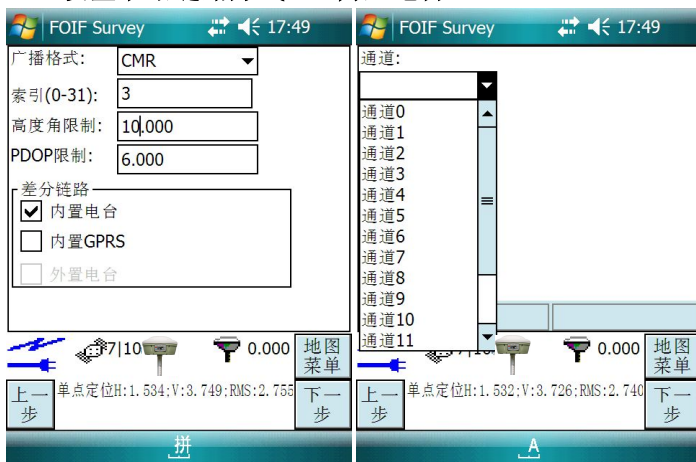 FOIF Survey 17:49
广播格式: CMR
索引(0-31): 3
高度角限制: 10.000
PDOP限制: 6.000
差分链路
内置电台
内置GPRS
外置电台
7|10 0.000 地图菜单
上一步 单点定位H:1.534;V:3.749;RMS:2.755 下一步
拼
FOIF Survey 17:49
通道:
通道0
通道1
通道2
通道3
通道4
通道5
通道6
通道7
通道8
通道9
通道10
通道11
0.000 地图菜单
上一步 单点定位H:1.532;V:3.726;RMS:2.740 下一步
A